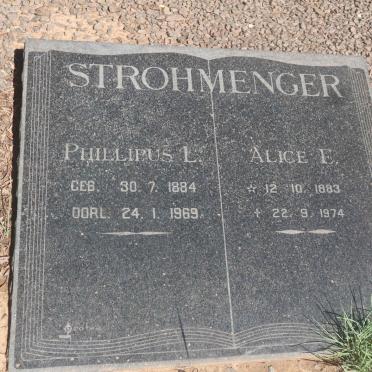 STROHMENGER
PHILLIPUS L.
GEB. 30. 7. 1884
OORL. 24. 1. 1969
ALICE E.
☆ 12. 10. 1883
✝ 22. 9. 1974